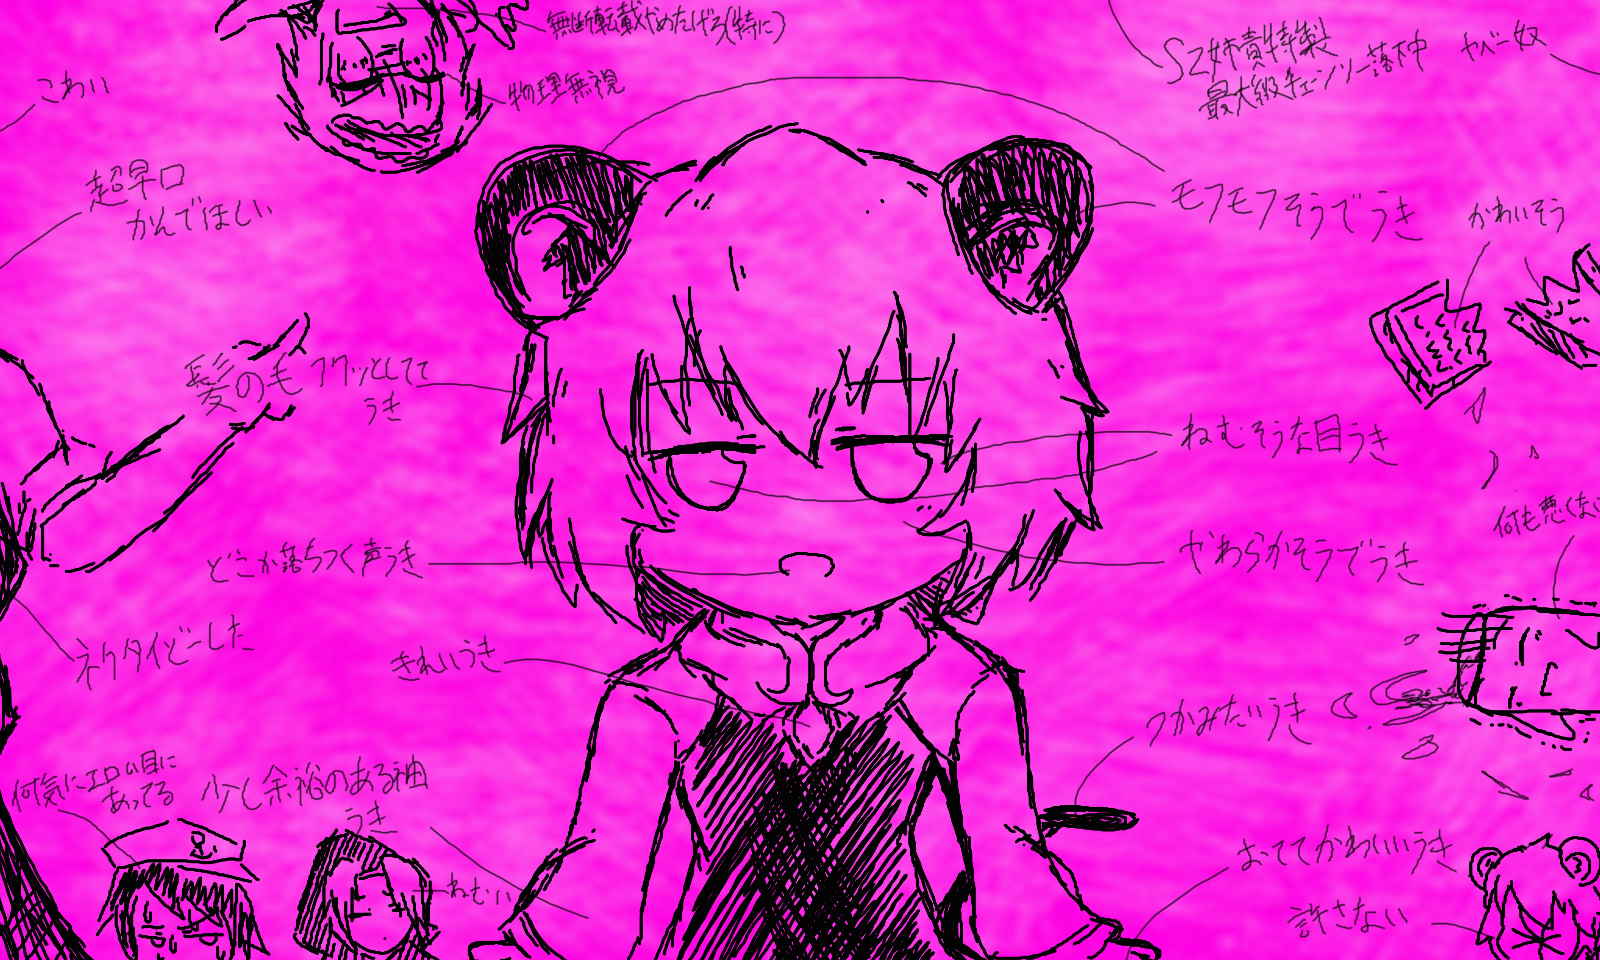 無断転載やめたげろ(特に)
SZ姉貴特製
最大級チェーンソー落下中
ヤベー奴
こわい
物理無視
超早口
かんでほしい
モフモフそうでうき
かわいそう
髪の毛フワッとしてて
うき
ねむそうな目うき
何も悪くない
どこか落ちつく声うき
やわらかそうでうき
ネクタイどーした
きれいうき
つかみたいうき
何気にエロい目に
あってる
少し余裕のある袖
うき
ねむい
おててかわいいうき
許さない